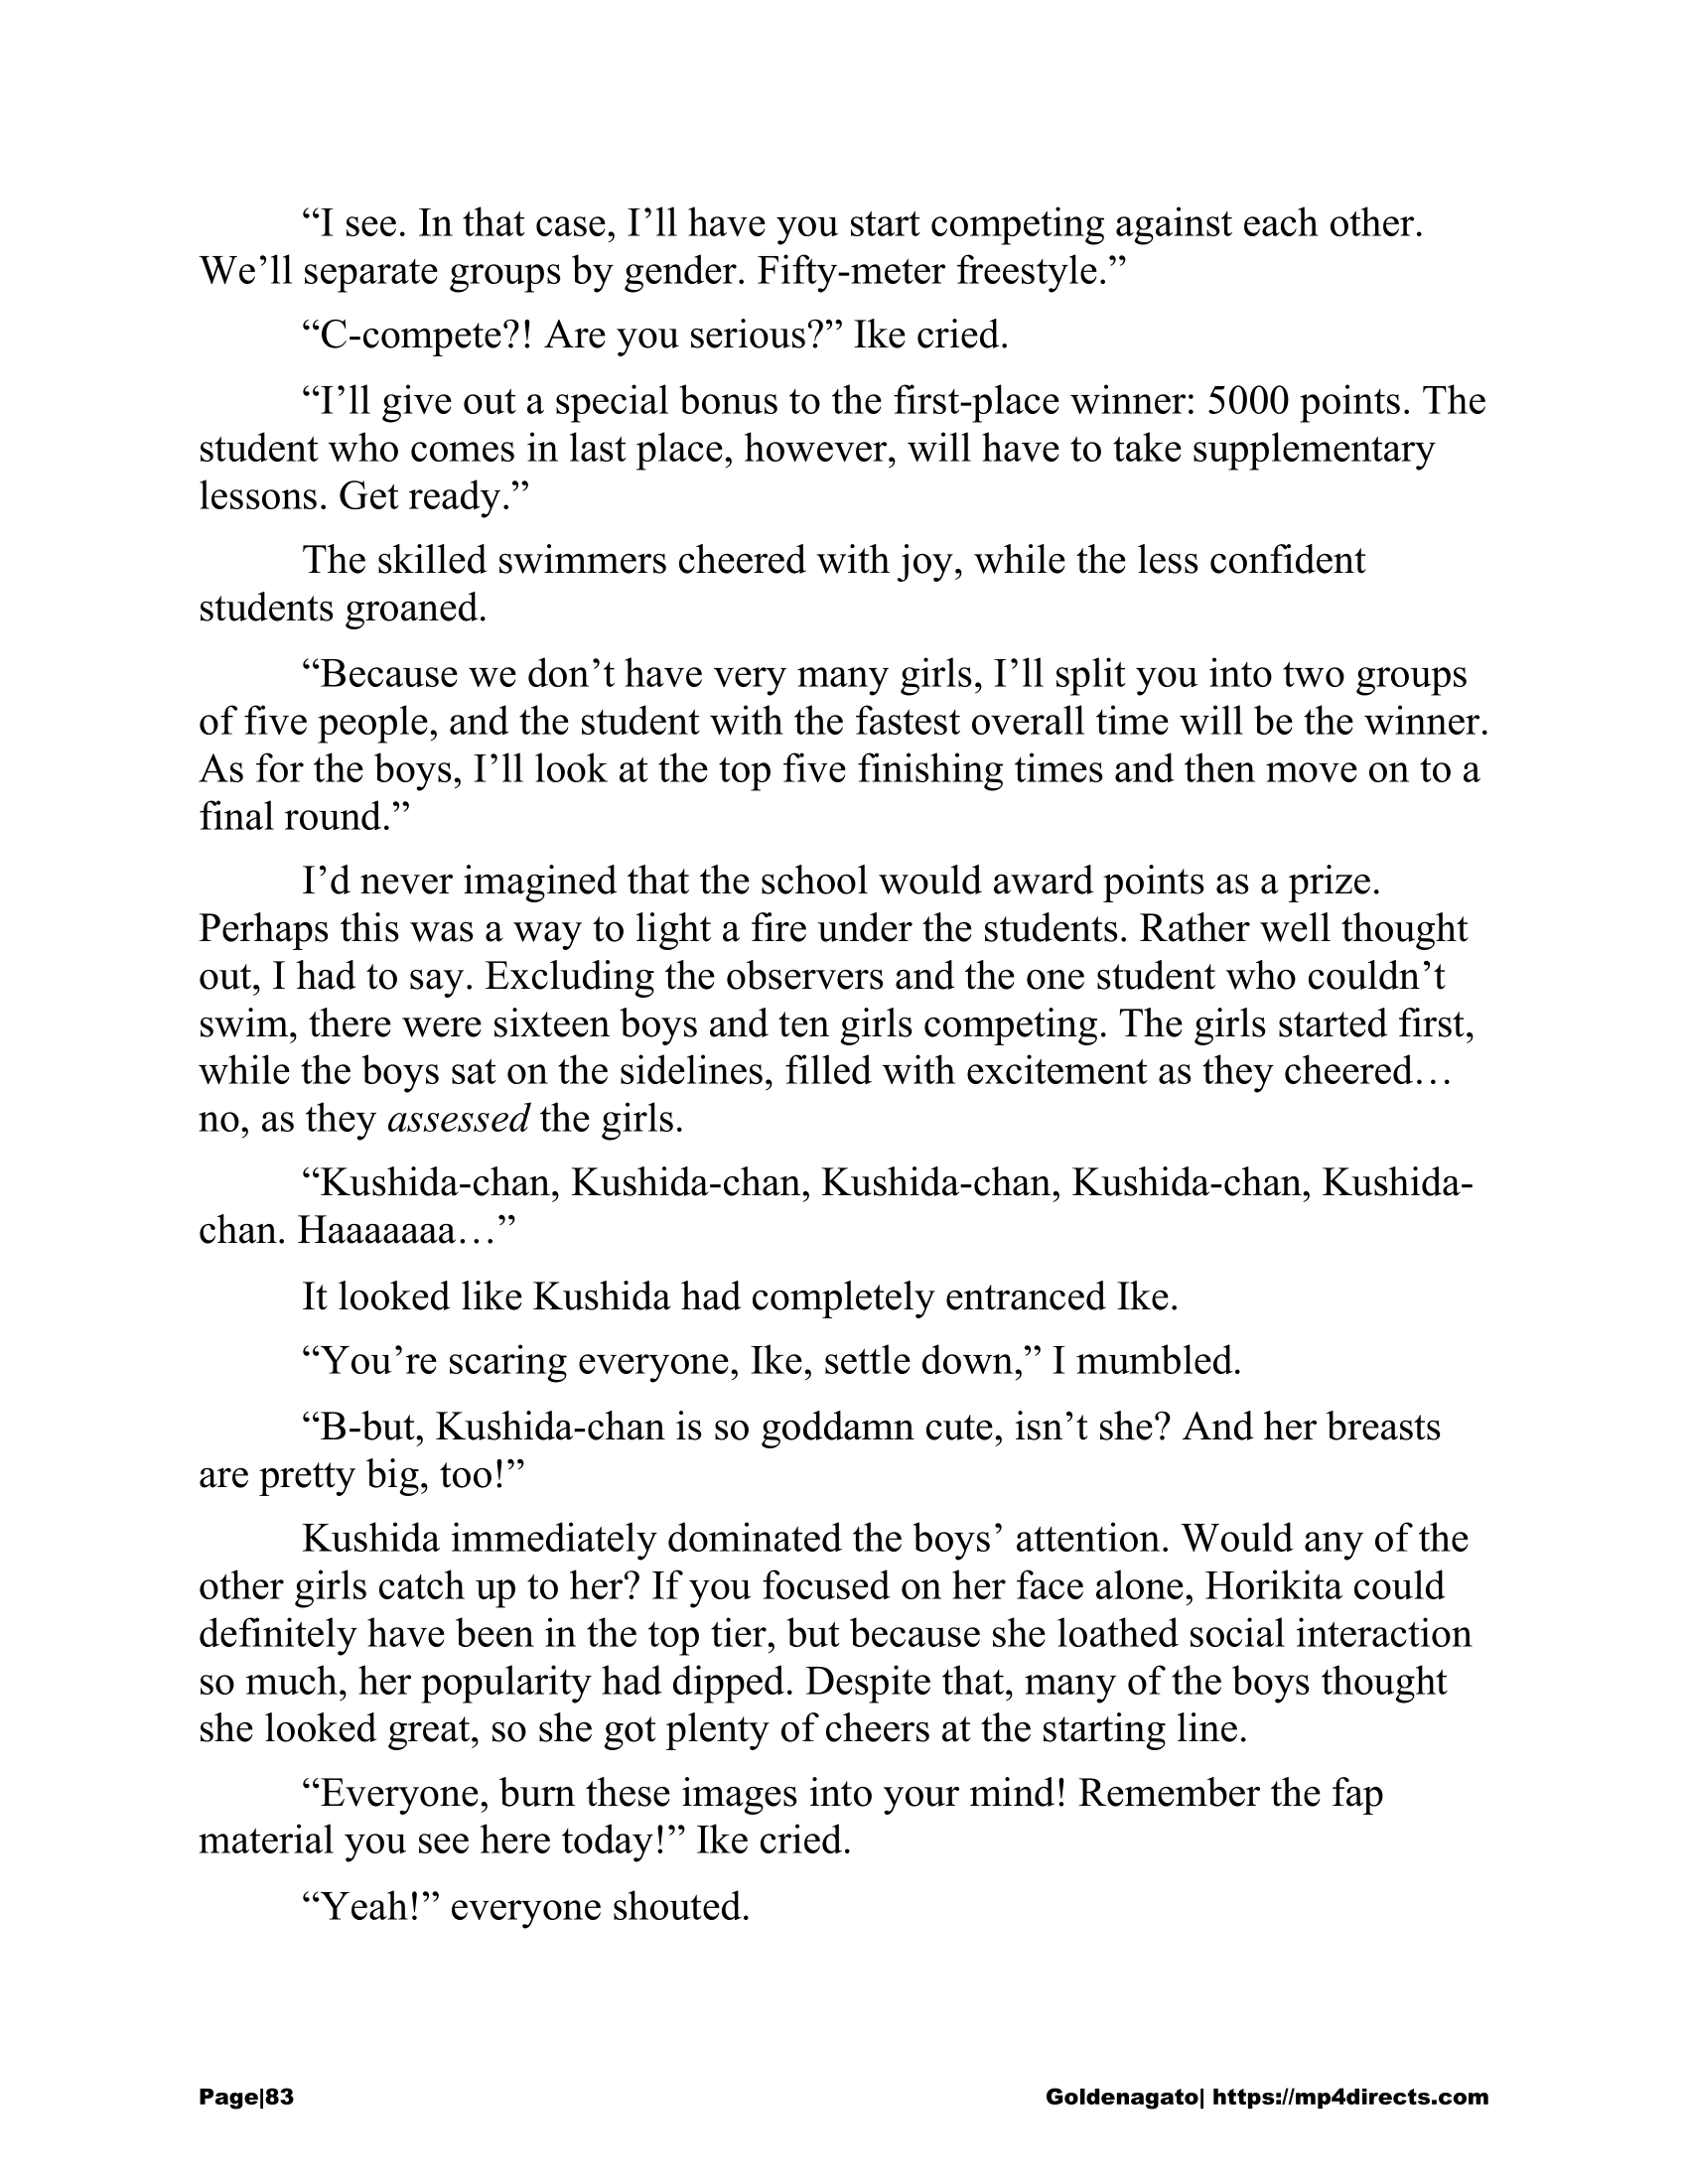 “I see. In that case, I’ll have you start competing against each other.
We’ll separate groups by gender. Fifty-meter freestyle.”
“C-compete?! Are you serious?” Ike cried.
“I’ll give out a special bonus to the first-place winner: 5000 points. The
student who comes in last place, however, will have to take supplementary
lessons. Get ready.”
The skilled swimmers cheered with joy, while the less confident
students groaned.
“Because we don’t have very many girls, I’ll split you into two groups
of five people, and the student with the fastest overall time will be the winner.
As for the boys, I’ll look at the top five finishing times and then move on to a
final round.”
I’d never imagined that the school would award points as a prize.
Perhaps this was a way to light a fire under the students. Rather well thought
out, I had to say. Excluding the observers and the one student who couldn’t
swim, there were sixteen boys and ten girls competing. The girls started first,
while the boys sat on the sidelines, filled with excitement as they cheered…
no, as they assessed the girls.
“Kushida-chan, Kushida-chan, Kushida-chan, Kushida-chan, Kushida-
chan. Haaaaaaa…”
It looked like Kushida had completely entranced Ike.
“You’re scaring everyone, Ike, settle down,” I mumbled.
“B-but, Kushida-chan is so goddamn cute, isn’t she? And her breasts
are pretty big, too!”
Kushida immediately dominated the boys’ attention. Would any of the
other girls catch up to her? If you focused on her face alone, Horikita could
definitely have been in the top tier, but because she loathed social interaction
so much, her popularity had dipped. Despite that, many of the boys thought
she looked great, so she got plenty of cheers at the starting line.
“Everyone, burn these images into your mind! Remember the fap
material you see here today!” Ike cried.
“Yeah!” everyone shouted.
Page|83 Goldenagato| https://mp4directs.com